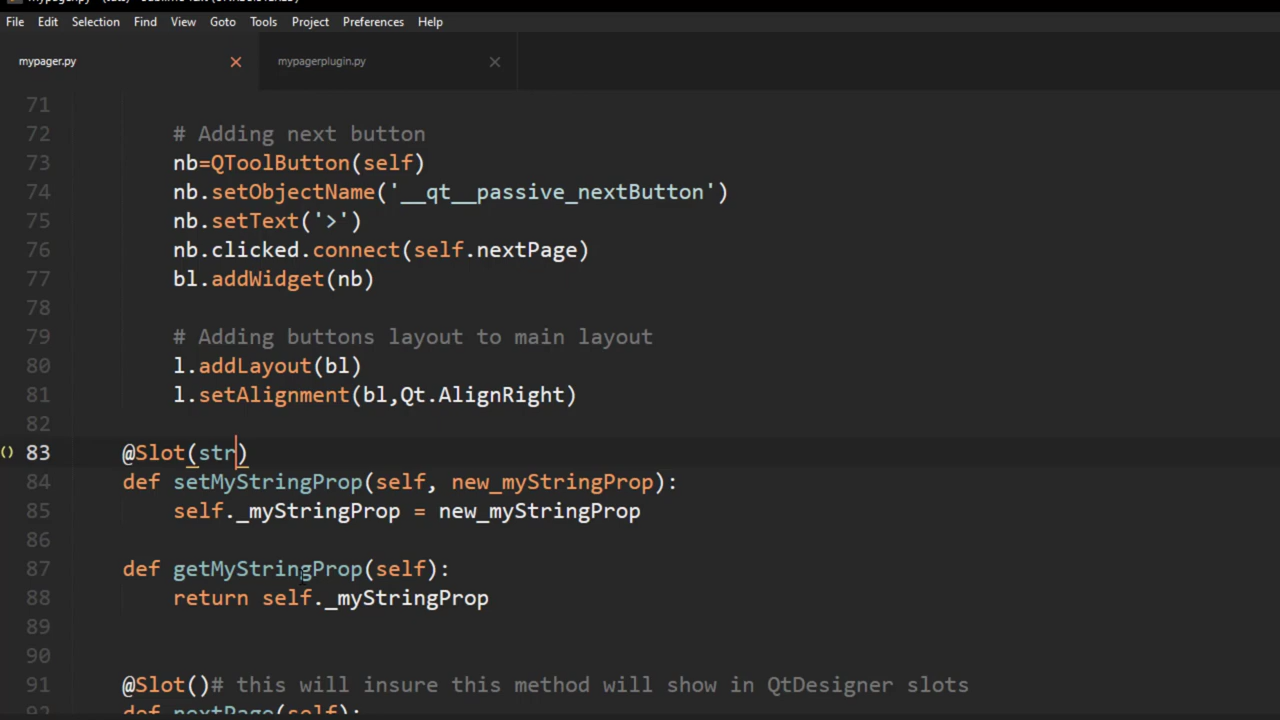 File Edit Selection Find View Goto Tools Project Preferences Help
mypager.py × mypagerplugin.py ×
71
72 # Adding next button
73 nb=QToolButton(self)
74 nb.setObjectName('__qt__passive_nextButton')
75 nb.setText('>')
76 nb.clicked.connect(self.nextPage)
77 bl.addWidget(nb)
78
79 # Adding buttons layout to main layout
80 l.addLayout(bl)
81 l.setAlignment(bl,Qt.AlignRight)
82
() 83 @Slot(str)
84 def setMyStringProp(self, new_myStringProp):
85 self._myStringProp = new_myStringProp
86
87 def getMyStringProp(self):
88 return self._myStringProp
89
90
91 @Slot()# this will insure this method will show in QtDesigner slots
92 def nextPage(self):